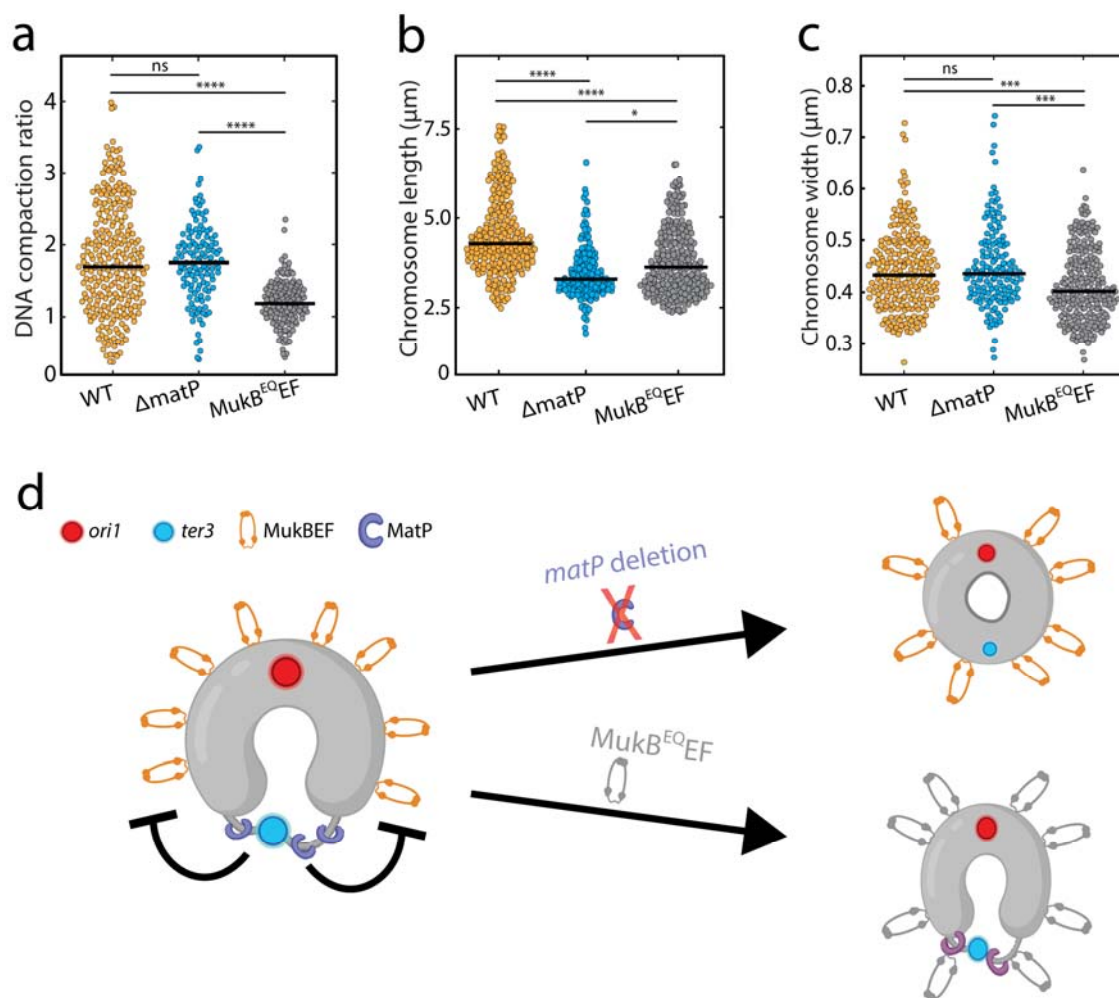 a
DNA compaction ratio
4
3
2
1
0
ns
****
****
WT
ΔmatP
MukB^EQEF
b
Chromosome length (μm)
7.5
5.0
2.5
0
****
****
*
WT
ΔmatP
MukB^EQEF
c
Chromosome width (μm)
0.8
0.7
0.6
0.5
0.4
0.3
ns
***
***
WT
ΔmatP
MukB^EQEF
d
ori1 ter3 MukBEF MatP
matP deletion
MukB^EQEF